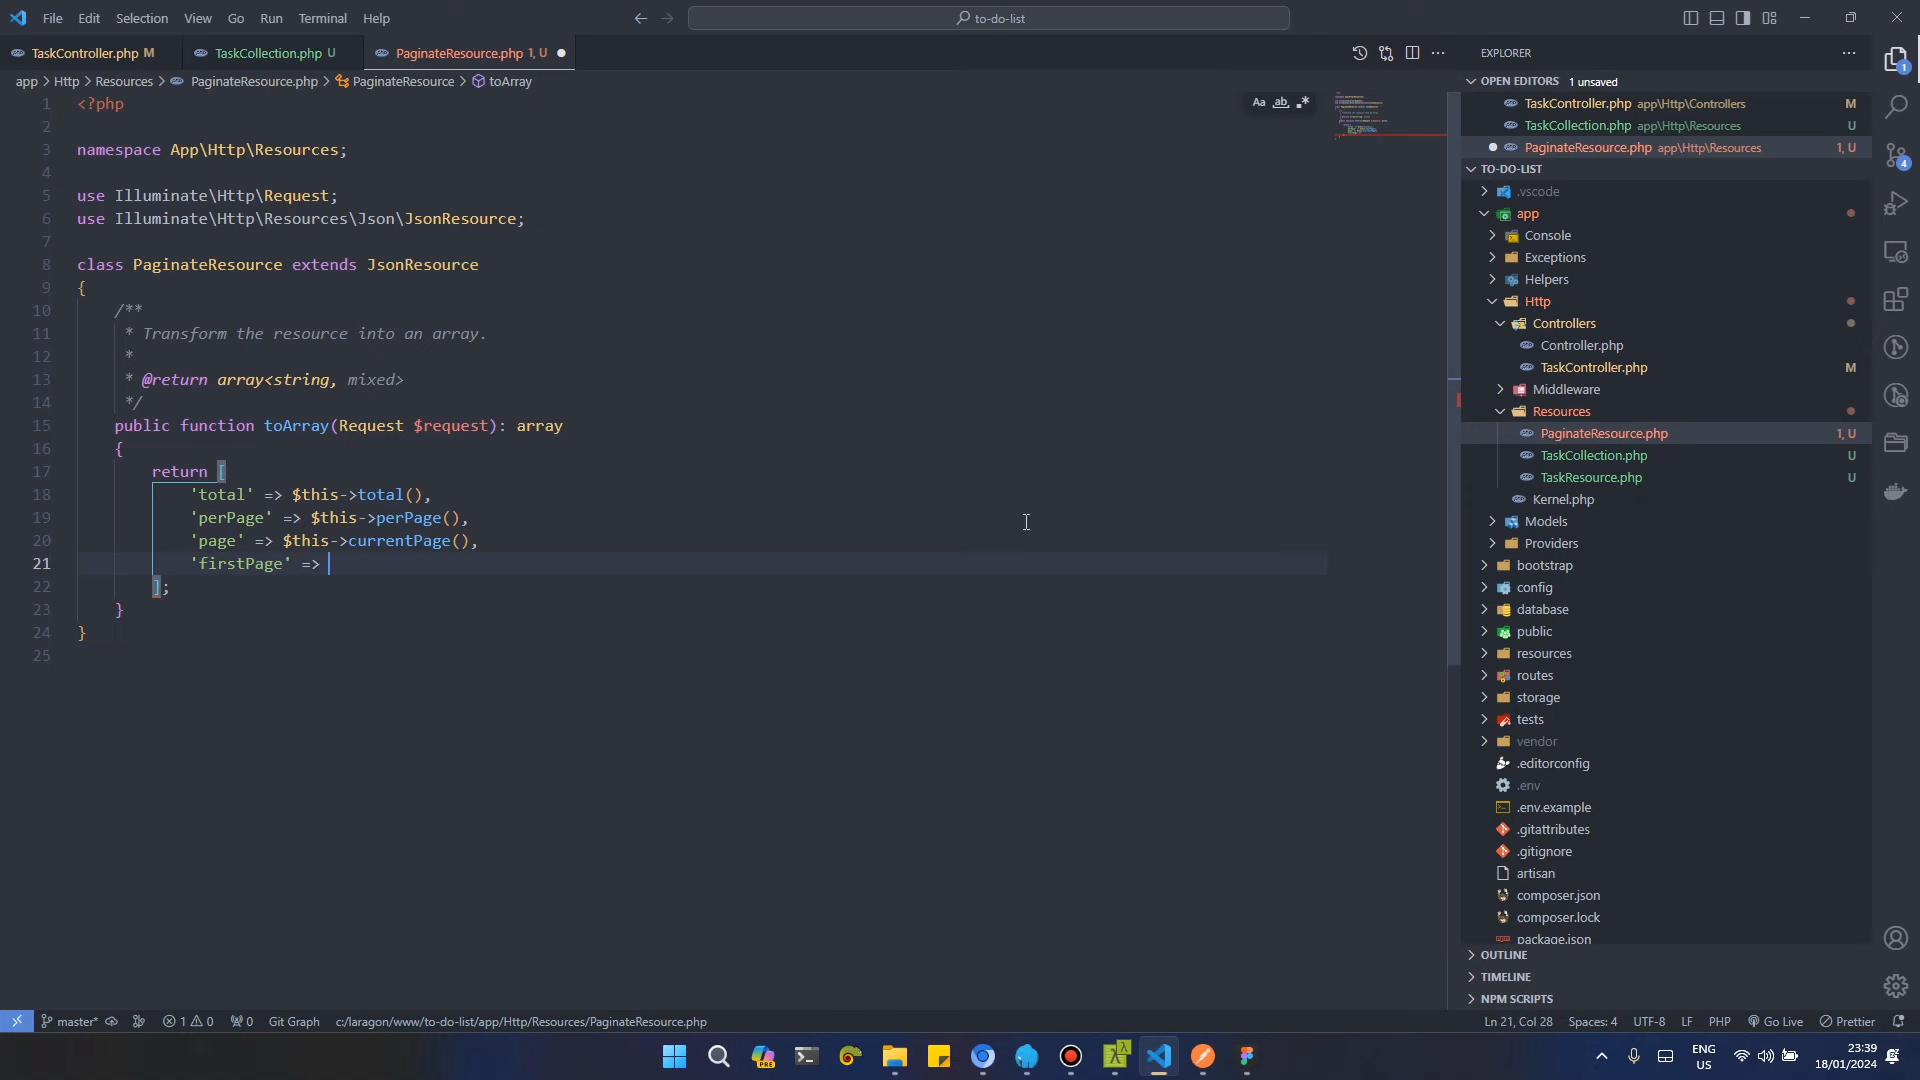 File Edit Selection View Go Run Terminal Help
to-do-list
TaskController.php M
TaskCollection.php U
PaginateResource.php 1, U
app > Http > Resources > PaginateResource.php > PaginateResource > toArray
Aa ab
1 <?php
2
3 namespace App\Http\Resources;
4
5 use Illuminate\Http\Request;
6 use Illuminate\Http\Resources\Json\JsonResource;
7
8 class PaginateResource extends JsonResource
9 {
10 /**
11 * Transform the resource into an array.
12 *
13 * @return array<string, mixed>
14 */
15 public function toArray(Request $request): array
16 {
17 return [
18 'total' => $this->total(),
19 'perPage' => $this->perPage(),
20 'page' => $this->currentPage(),
21 'firstPage' =>
22 ];
23 }
24 }
25
EXPLORER
OPEN EDITORS 1 unsaved
TaskController.php app\Http\Controllers M
TaskCollection.php app\Http\Resources U
PaginateResource.php app\Http\Resources 1, U
TO-DO-LIST
.vscode
app
Console
Exceptions
Helpers
Http
Controllers
Controller.php
TaskController.php M
Middleware
Resources
PaginateResource.php 1, U
TaskCollection.php U
TaskResource.php U
Kernel.php
Models
Providers
bootstrap
config
database
public
resources
routes
storage
tests
vendor
.editorconfig
.env
.env.example
.gitattributes
.gitignore
artisan
composer.json
composer.lock
package.json
OUTLINE
TIMELINE
NPM SCRIPTS
1
4
master* 1 0 0 Git Graph c:/laragon/www/to-do-list/app/Http/Resources/PaginateResource.php
Ln 21, Col 28 Spaces: 4 UTF-8 LF PHP Go Live Prettier
PRE
ENG
US
23:39
18/01/2024